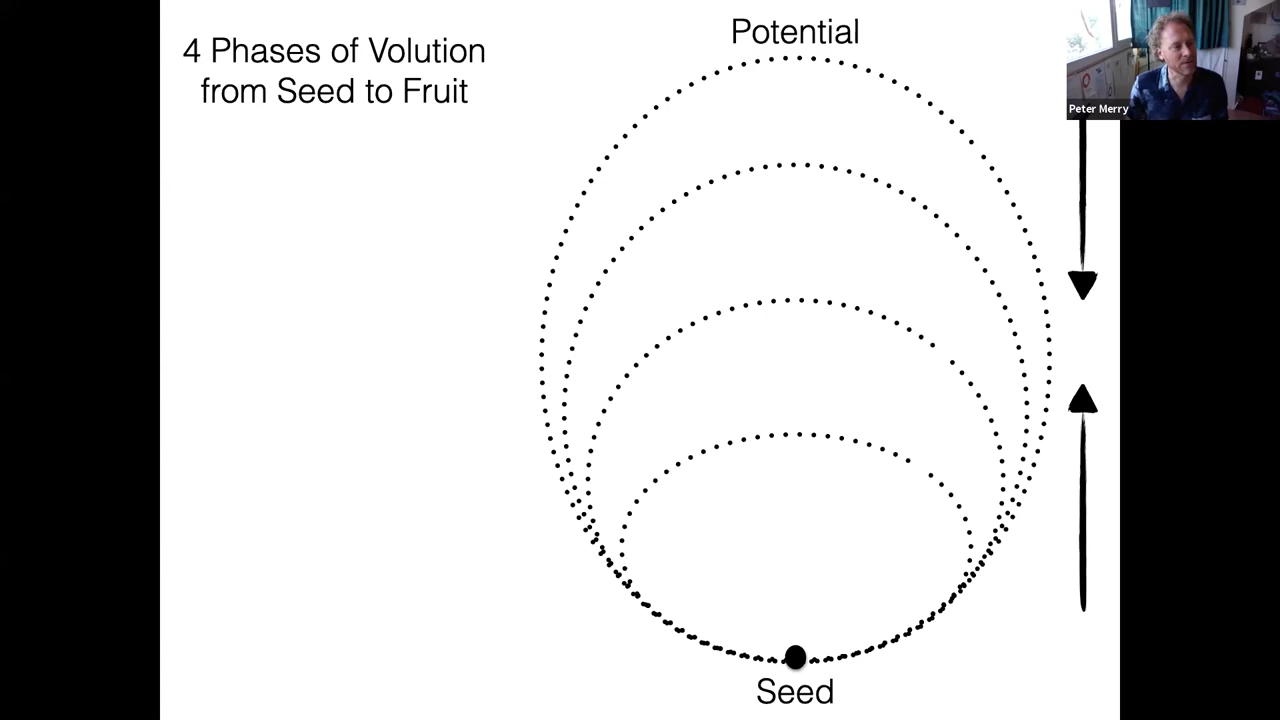 4 Phases of Volution
from Seed to Fruit
Potential
Peter Merry
Seed